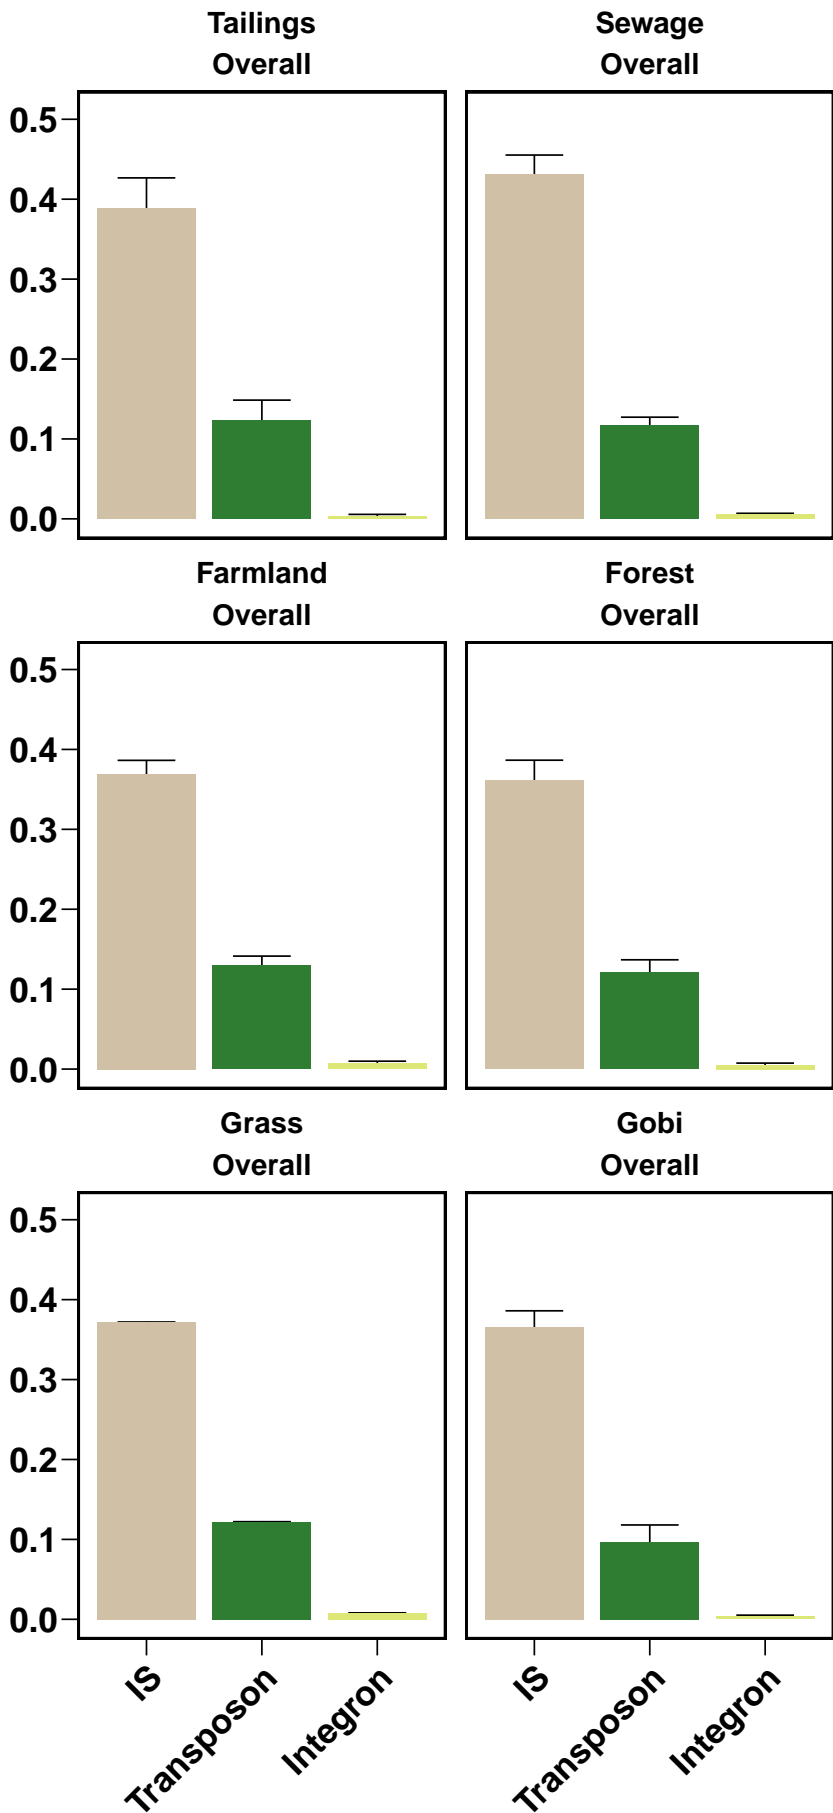 Tailings
Overall
Sewage
Overall
0.5
0.4
0.3
0.2
0.1
0.0
Farmland
Overall
Forest
Overall
0.5
0.4
0.3
0.2
0.1
0.0
Grass
Overall
Gobi
Overall
0.5
0.4
0.3
0.2
0.1
0.0
IS
Transposon
Integron
IS
Transposon
Integron